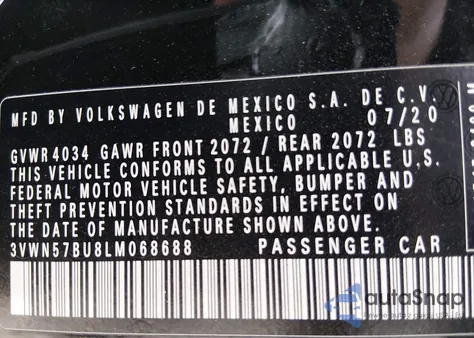 MFD BY VOLKSWAGEN DE MEXICO S.A. DE C.V.
MEXICO 07/20
GVWR 4034 GAWR FRONT 2072 / REAR 2072 LBS
THIS VEHICLE CONFORMS TO ALL APPLICABLE U.S.
FEDERAL MOTOR VEHICLE SAFETY, BUMPER AND
THEFT PREVENTION STANDARDS IN EFFECT ON
THE DATE OF MANUFACTURE SHOWN ABOVE.
3VWN57BU8LM068688 PASSENGER CAR
autoSnap